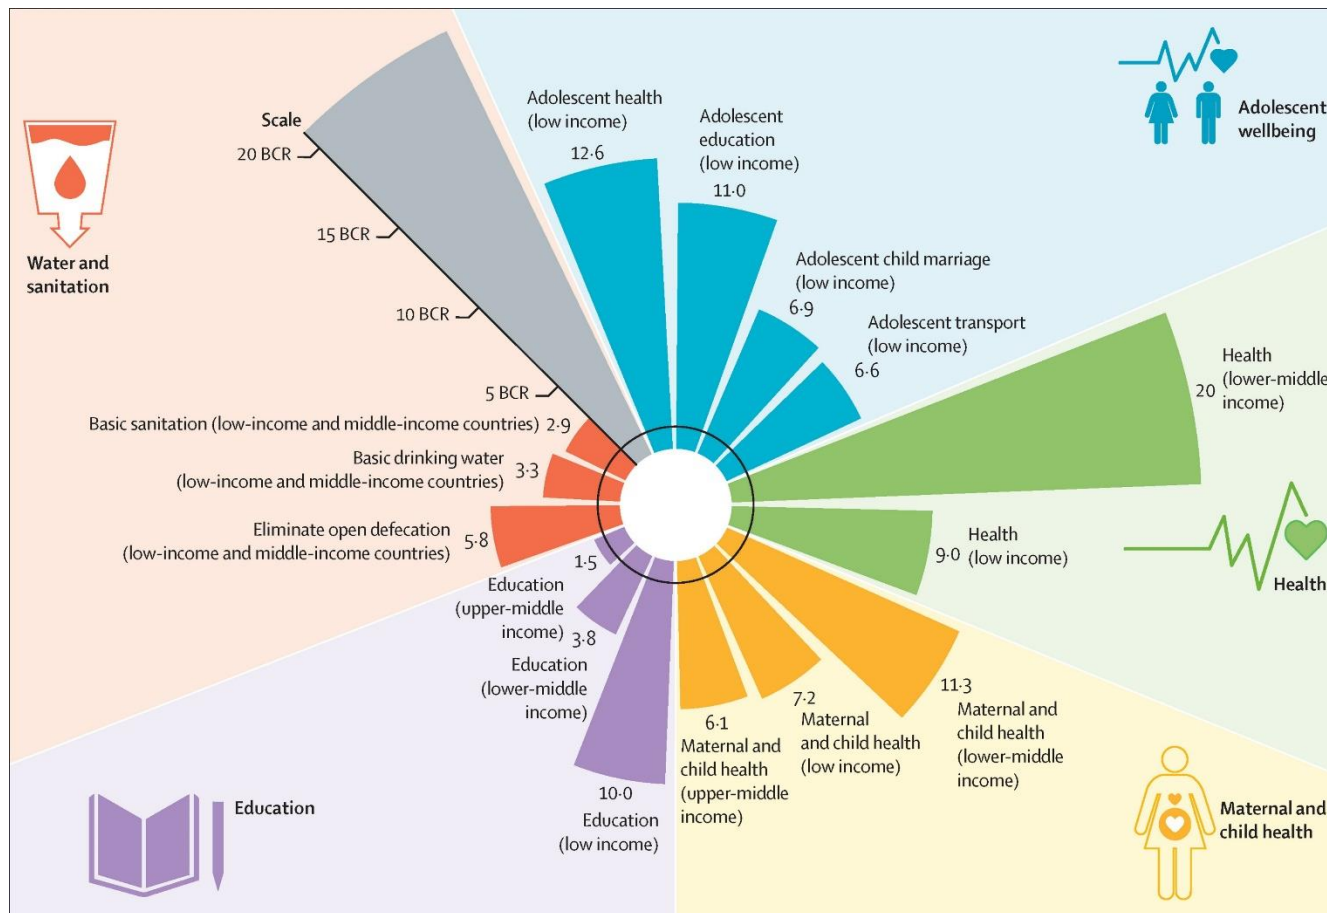 Scale
20 BCR
15 BCR
10 BCR
5 BCR
Water and
sanitation
Basic sanitation (low-income and middle-income countries) 2·9
Basic drinking water
(low-income and middle-income countries)
3·3
Eliminate open defecation
(low-income and middle-income countries)
5·8
Adolescent health
(low income)
12·6
Adolescent
education
(low income)
11·0
Adolescent child marriage
(low income)
6·9
Adolescent transport
(low income)
6·6
Adolescent
wellbeing
Health
(lower-middle
income)
20
Health
(low income)
9·0
Health
11·3
Maternal and
child health
(lower-middle
income)
7·2
Maternal
and child health
(low income)
6·1
Maternal and
child health
(upper-middle
income)
Maternal and
child health
1·5
Education
(upper-middle
income)
3·8
Education
(lower-middle
income)
10·0
Education
(low income)
Education